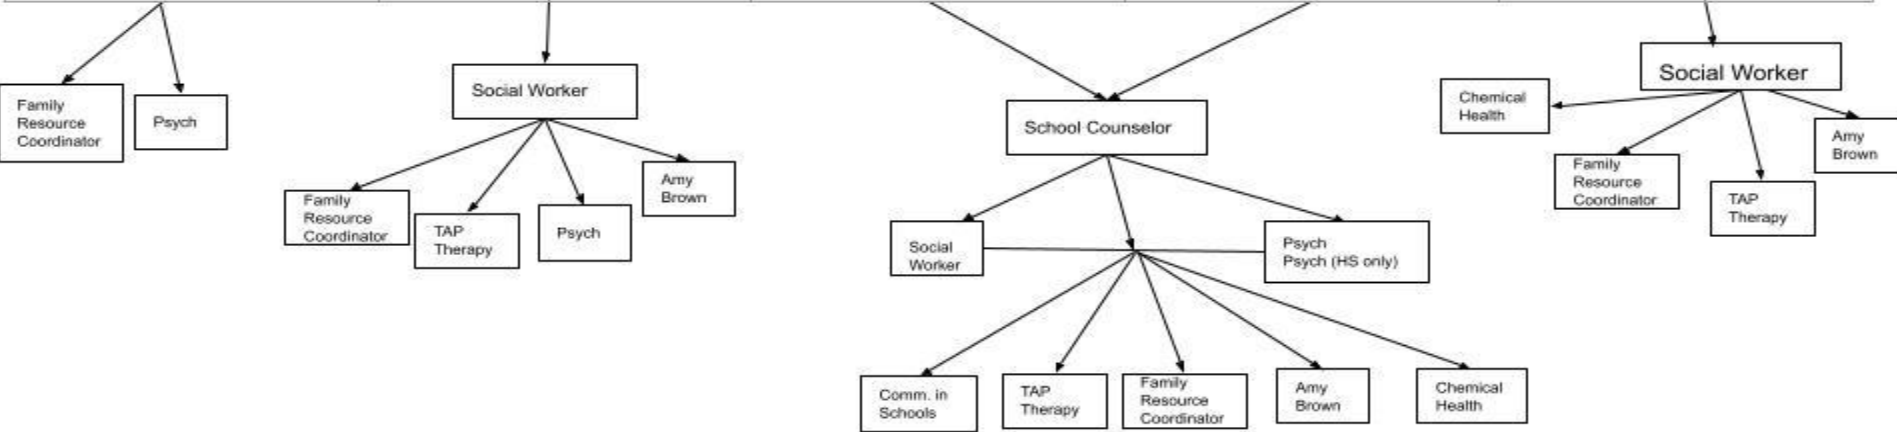 Family
Resource
Coordinator
Psych
Social Worker
Family
Resource
Coordinator
TAP
Therapy
Psych
Amy
Brown
School Counselor
Social
Worker
Psych
Psych (HS only)
Comm. in
Schools
TAP
Therapy
Family
Resource
Coordinator
Amy
Brown
Chemical
Health
Social Worker
Chemical
Health
Family
Resource
Coordinator
TAP
Therapy
Amy
Brown